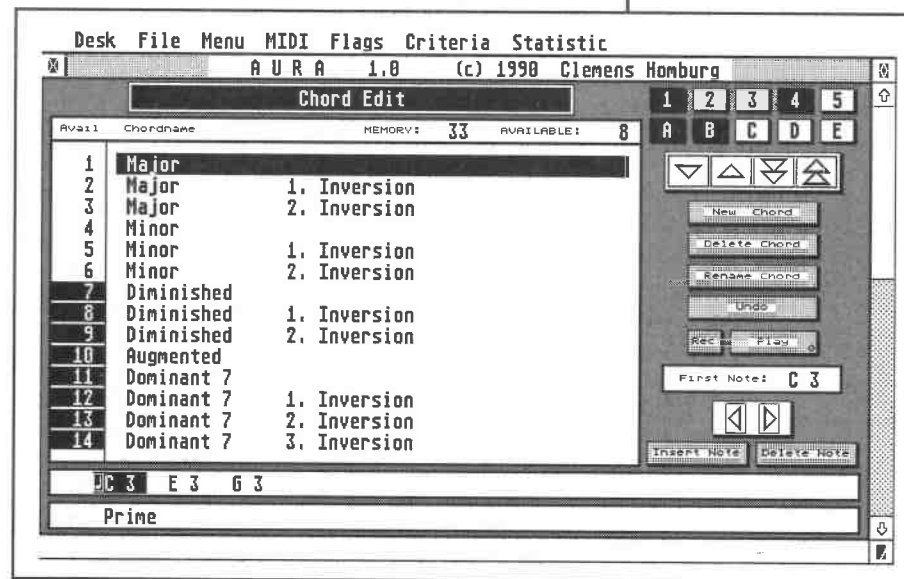 Desk File Menu MIDI Flags Criteria Statistic
A U R A 1.0 (c) 1990 Clemens Homburg
Chord Edit
1 2 3 4 5
A B C D E
Avail Chordname MEMORY: 33 AVAILABLE: 8
1 Major
2 Major 1. Inversion
3 Major 2. Inversion
4 Minor
5 Minor 1. Inversion
6 Minor 2. Inversion
7 Diminished
8 Diminished 1. Inversion
9 Diminished 2. Inversion
10 Augmented
11 Dominant 7
12 Dominant 7 1. Inversion
13 Dominant 7 2. Inversion
14 Dominant 7 3. Inversion
New Chord
Delete Chord
Rename Chord
Undo
Rec Play
First Note: C 3
Insert Note Delete Note
C 3 E 3 G 3
Prime